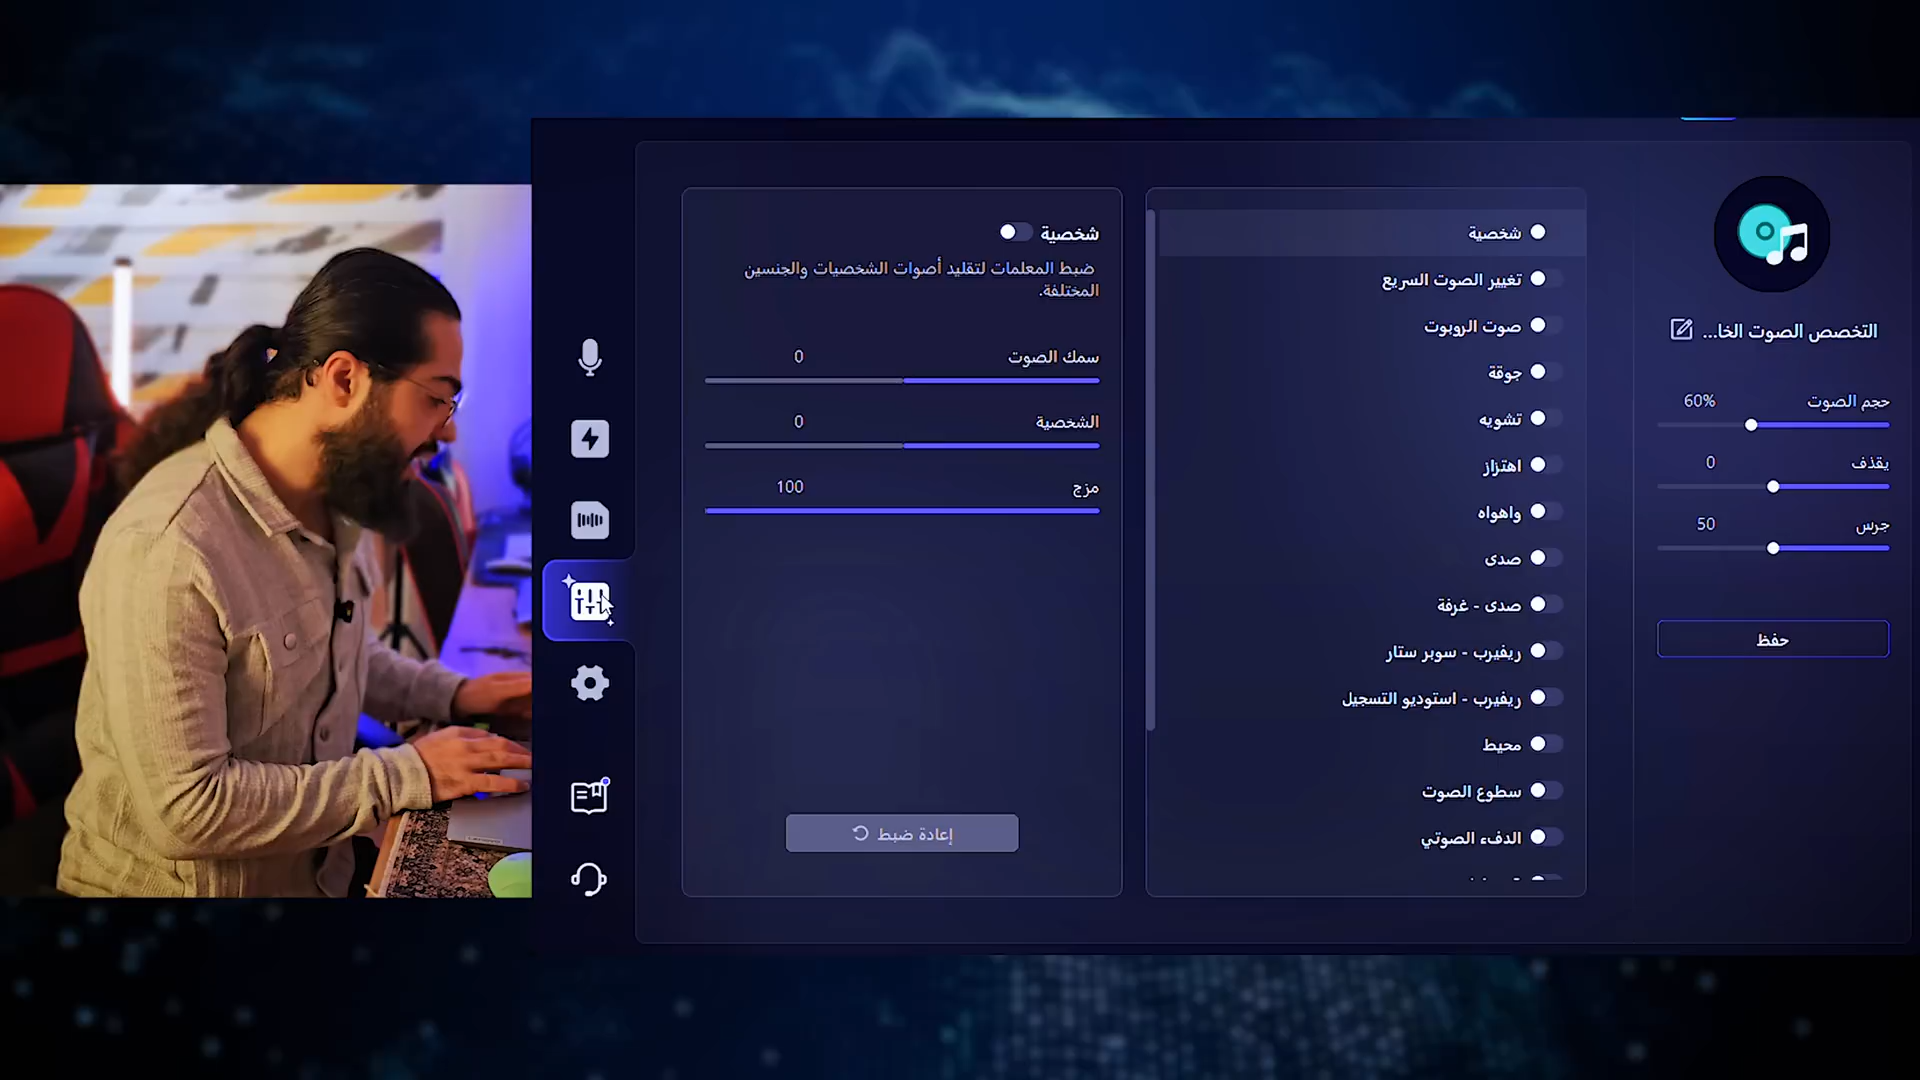 التخصص الصوت الخا...
حجم الصوت 60%
يقذف 0
جرس 50
حفظ
شخصية
تغيير الصوت السريع
صوت الروبوت
جوقة
تشويه
اهتزاز
واهواه
صدى
صدى - غرفة
ريفيرب - سوبر ستار
ريفيرب - استوديو التسجيل
محيط
سطوع الصوت
الدفء الصوتي
شخصية
ضبط المعلمات لتقليد أصوات الشخصيات والجنسين
المختلفة.
سمك الصوت 0
الشخصية 0
مزج 100
إعادة ضبط